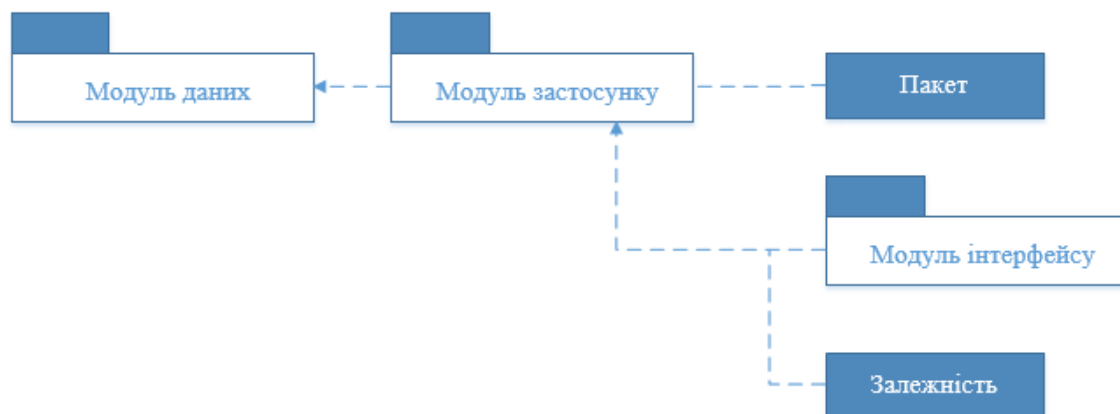 Модуль даних
Модуль застосунку
Пакет
Модуль інтерфейсу
Залежність